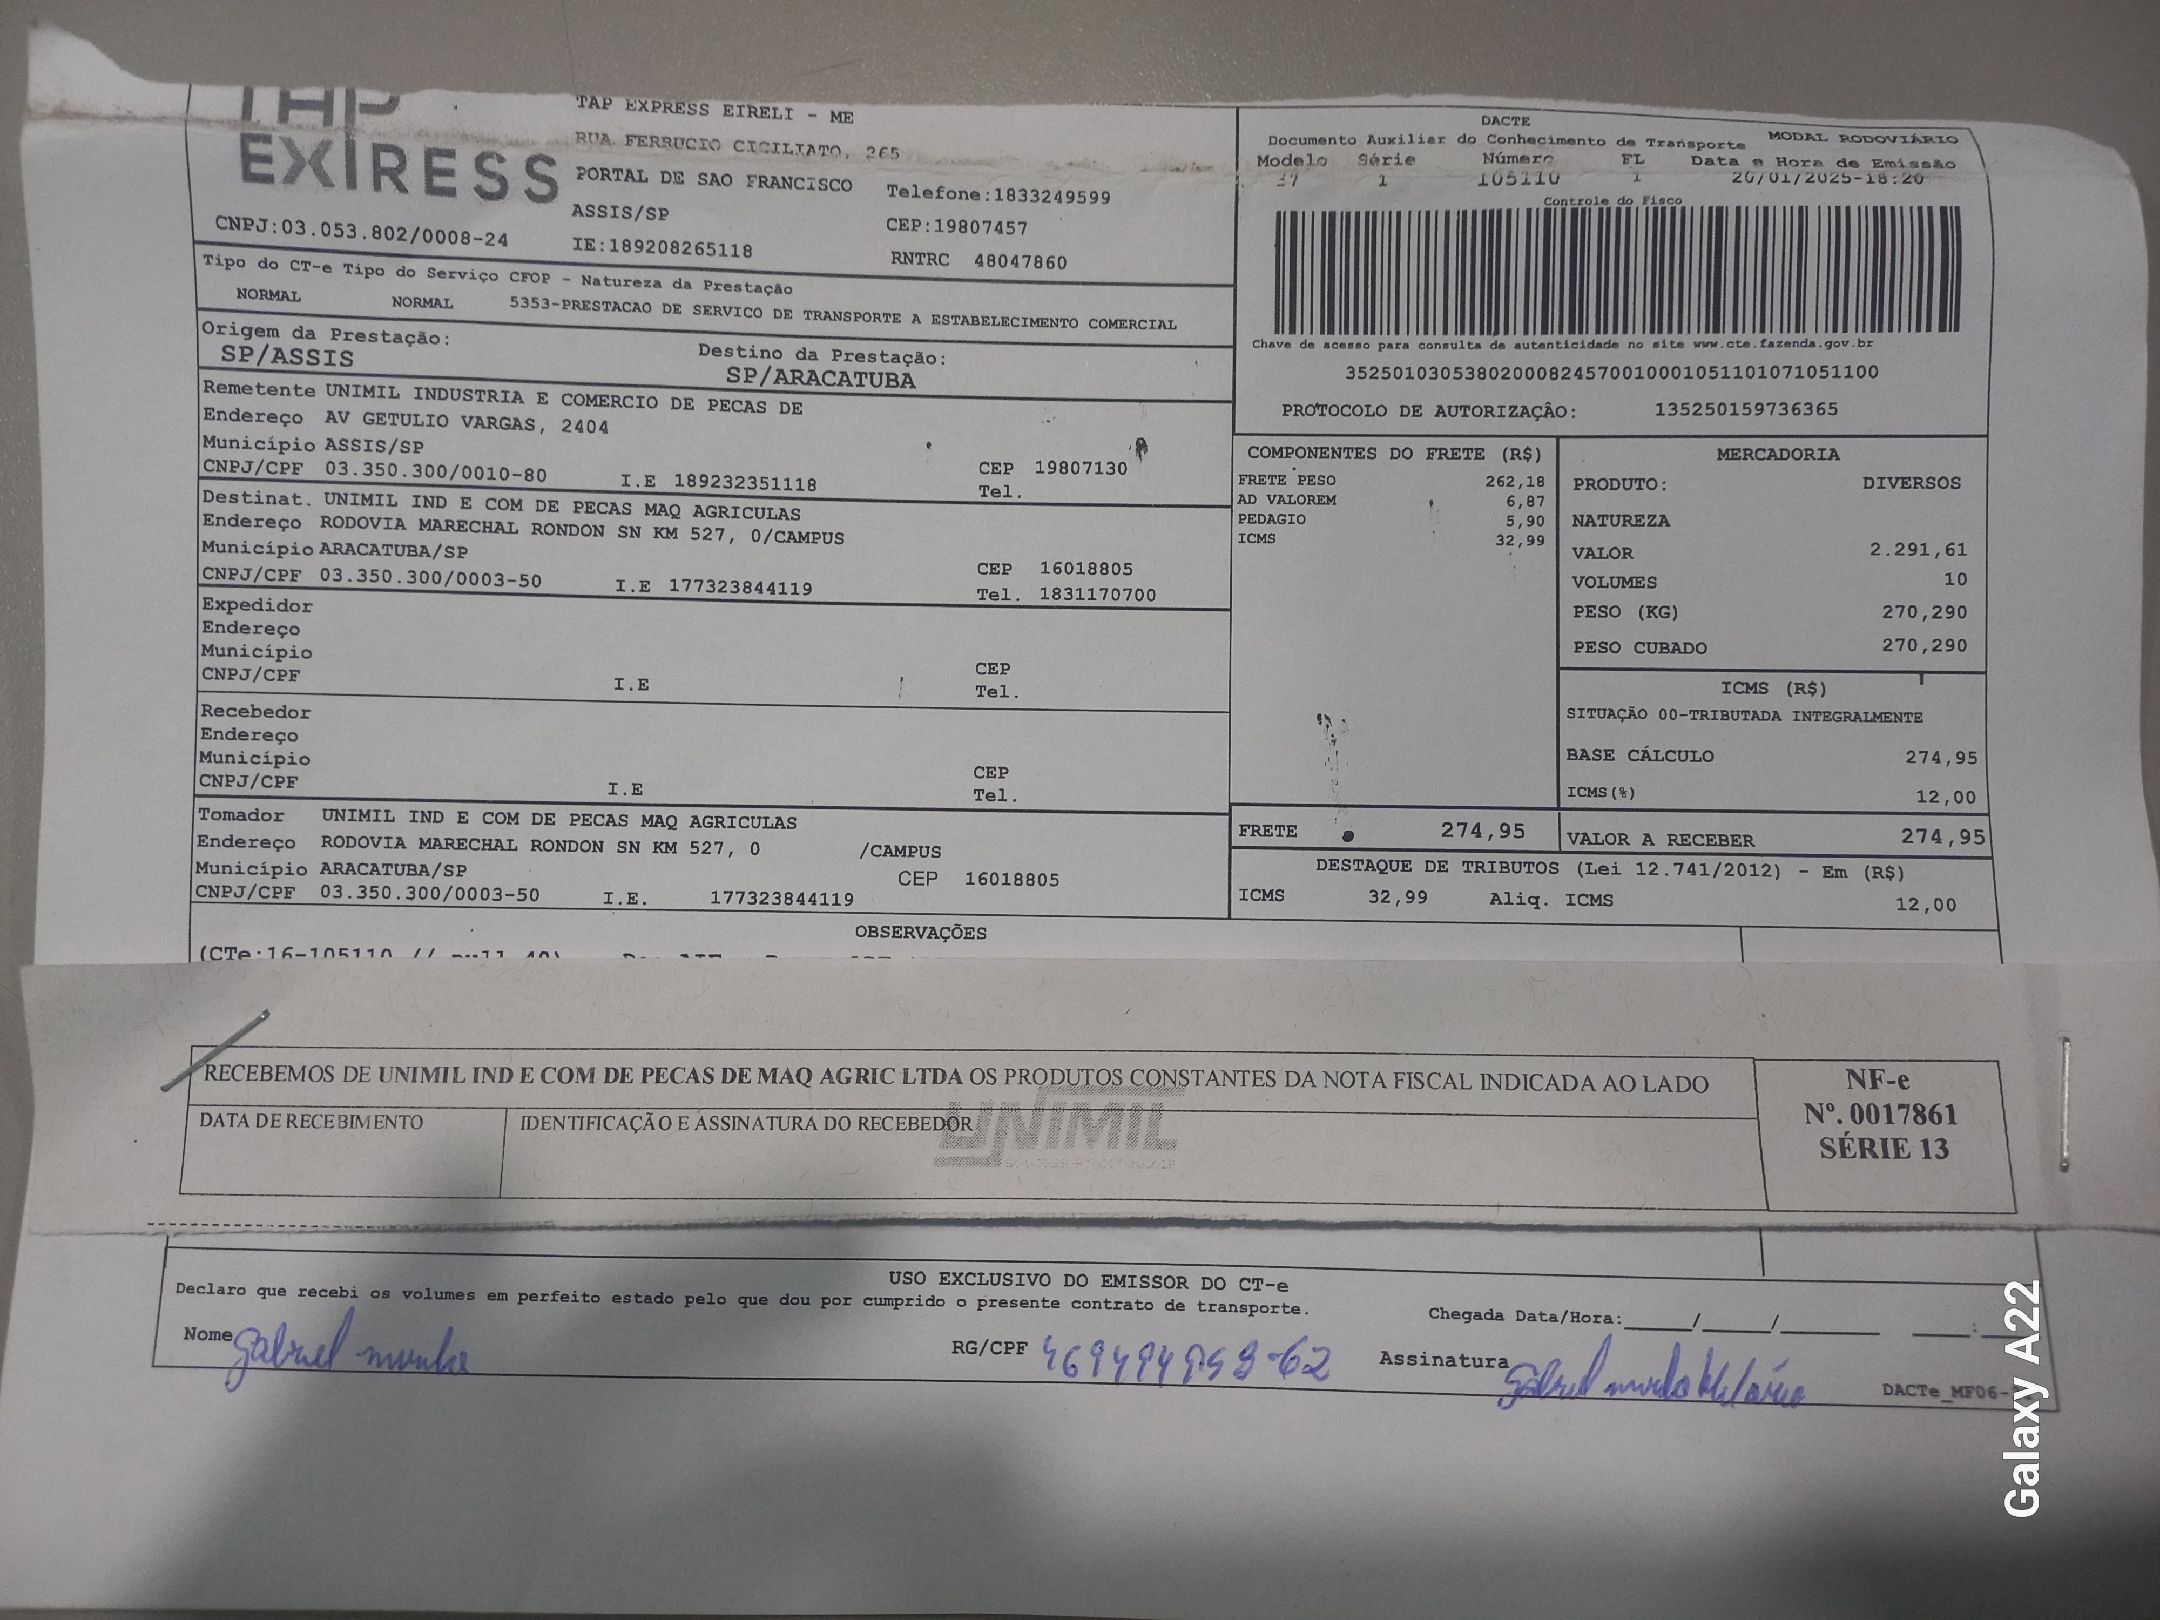 EXIRESS
TAP EXPRESS EIRELI - ME
RUA FERRUCIO CICILIATO, 265
PORTAL DE SAO FRANCISCO
Telefone:1833249599
ASSIS/SP
CEP:19807457
CNPJ:03.053.802/0008-24
IE:189208265118
RNTRC 48047860
DACTE
Documento Auxiliar do Conhecimento de Transporte MODAL RODOVIÁRIO
Modelo Série Número FL Data e Hora de Emissão
1 105110 1 20/01/2025-18:20
Controle do Fisco
Chave de acesso para consulta de autenticidade no site www.cte.fazenda.gov.br
35250103053802000824570010001051101071051100
PROTOCOLO DE AUTORIZAÇÃO: 135250159736365
Tipo do CT-e Tipo do Serviço CFOP - Natureza da Prestação
NORMAL NORMAL 5353-PRESTACAO DE SERVICO DE TRANSPORTE A ESTABELECIMENTO COMERCIAL
Origem da Prestação: Destino da Prestação:
SP/ASSIS SP/ARACATUBA
Remetente UNIMIL INDUSTRIA E COMERCIO DE PECAS DE
Endereço AV GETULIO VARGAS, 2404
Município ASSIS/SP
CNPJ/CPF 03.350.300/0010-80 I.E 189232351118 CEP 19807130
Tel.
Destinat. UNIMIL IND E COM DE PECAS MAQ AGRICULAS
Endereço RODOVIA MARECHAL RONDON SN KM 527, 0/CAMPUS
Município ARACATUBA/SP
CNPJ/CPF 03.350.300/0003-50 I.E 177323844119 CEP 16018805
Tel. 1831170700
Expedidor
Endereço
Município
CNPJ/CPF I.E CEP
Tel.
Recebedor
Endereço
Município
CNPJ/CPF I.E CEP
Tel.
Tomador UNIMIL IND E COM DE PECAS MAQ AGRICULAS
Endereço RODOVIA MARECHAL RONDON SN KM 527, 0 /CAMPUS
Município ARACATUBA/SP CEP 16018805
CNPJ/CPF 03.350.300/0003-50 I.E. 177323844119
COMPONENTES DO FRETE (R$)
FRETE PESO 262,18
AD VALOREM 6,87
PEDAGIO 5,90
ICMS 32,99
MERCADORIA
PRODUTO: DIVERSOS
NATUREZA
VALOR 2.291,61
VOLUMES 10
PESO (KG) 270,290
PESO CUBADO 270,290
ICMS (R$)
SITUAÇÃO 00-TRIBUTADA INTEGRALMENTE
BASE CÁLCULO 274,95
ICMS(%) 12,00
FRETE 274,95 VALOR A RECEBER 274,95
DESTAQUE DE TRIBUTOS (Lei 12.741/2012) - Em (R$)
ICMS 32,99 Aliq. ICMS 12,00
OBSERVAÇÕES
(CTe:16-105110 //
RECEBEMOS DE UNIMIL IND E COM DE PECAS DE MAQ AGRIC LTDA OS PRODUTOS CONSTANTES DA NOTA FISCAL INDICADA AO LADO
DATA DE RECEBIMENTO IDENTIFICAÇÃO E ASSINATURA DO RECEBEDOR
UNIMIL
NF-e
Nº. 0017861
SÉRIE 13
USO EXCLUSIVO DO EMISSOR DO CT-e
Declaro que recebi os volumes em perfeito estado pelo que dou por cumprido o presente contrato de transporte.
Chegada Data/Hora:_____/_____/_______ ____:____
Nome Gabriel RG/CPF Assinatura Gabriel
DACTe_MF06-
Galaxy A22